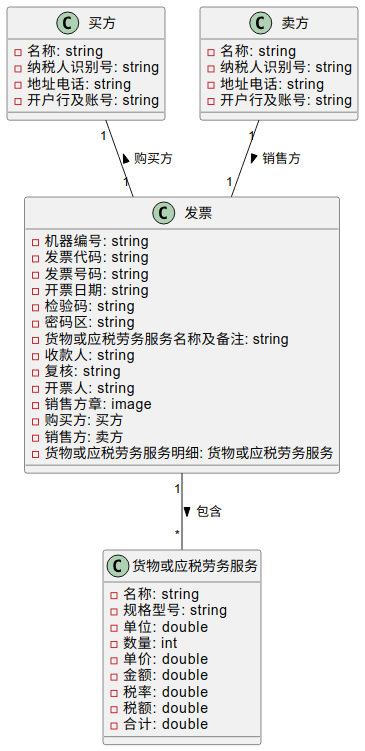 C 买方
名称: string
纳税人识别号: string
地址电话: string
开户行及账号: string
C 卖方
名称: string
纳税人识别号: string
地址电话: string
开户行及账号: string
1
购买方
1
1
销售方
1
C 发票
机器编号: string
发票代码: string
发票号码: string
开票日期: string
检验码: string
密码区: string
货物或应税劳务服务名称及备注: string
收款人: string
复核: string
开票人: string
销售方章: image
购买方: 买方
销售方: 卖方
货物或应税劳务服务明细: 货物或应税劳务服务
1
包含
*
C 货物或应税劳务服务
名称: string
规格型号: string
单位: double
数量: int
单价: double
金额: double
税率: double
税额: double
合计: double